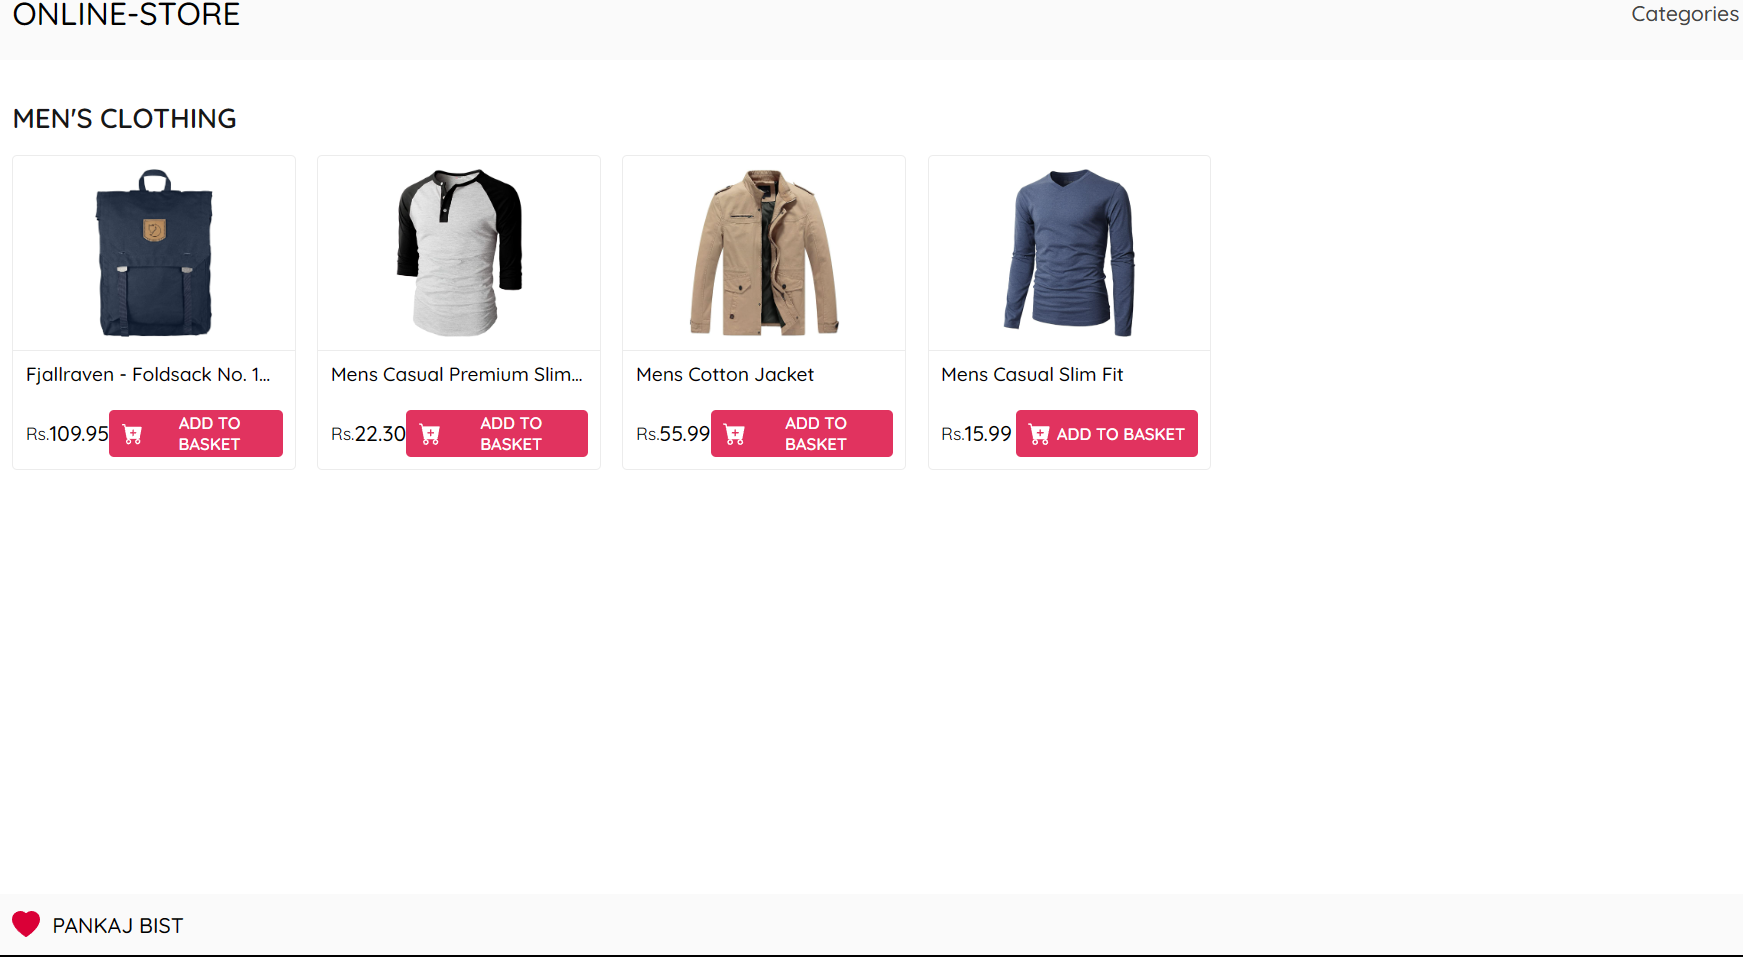 ONLINE-STORE
Categories
MEN'S CLOTHING
Fjallraven - Foldsack No. 1...
Rs.109.95
ADD TO
BASKET
Mens Casual Premium Slim...
Rs.22.30
ADD TO
BASKET
Mens Cotton Jacket
Rs.55.99
ADD TO
BASKET
Mens Casual Slim Fit
Rs.15.99
ADD TO BASKET
PANKAJ BIST